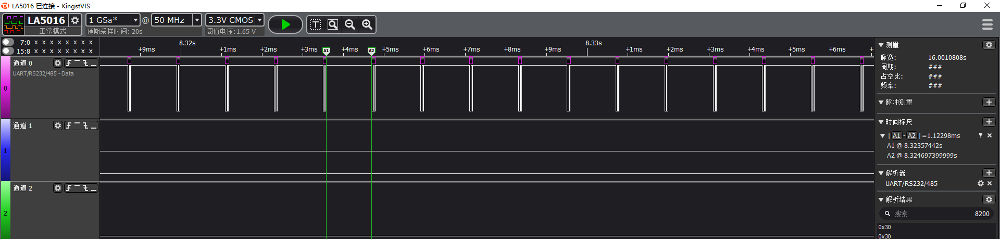 LA5016 已连接 - KingstVIS
LA5016
正常模式
1 GSa* @ 50 MHz
预期采样时间: 20s
3.3V CMOS
阈值电压:1.65 V
7:0 x x x x x x x x
15:8 x x x x x x x x
8.32s 8.33s
+9ms +1ms +2ms +3ms A1 +4ms A2 +5ms +6ms +7ms +8ms +9ms +1ms +2ms +3ms +4ms +5ms +6ms +
0
通道 0
UART/RS232/485 - Data
1
通道 1
2
通道 2
测量
脉宽: 16.0010808s
周期: ###
占空比: ###
频率: ###
脉冲测量
时间标尺
| A1 - A2 | =1.12298ms
A1 @ 8.32357442s
A2 @ 8.324697399999s
解析器
UART/RS232/485
解析结果
搜索 8200
0x30
0x30